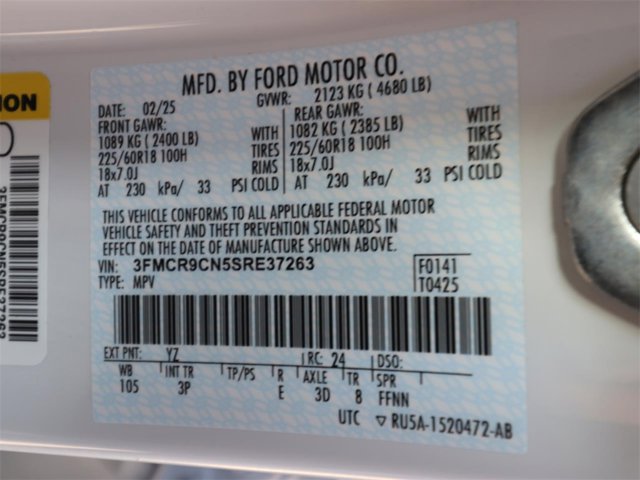 MFD. BY FORD MOTOR CO.
DATE: 02/25 GVWR: 2123 KG ( 4680 LB)
FRONT GAWR: REAR GAWR:
1089 KG ( 2400 LB) WITH 1082 KG ( 2385 LB) WITH
225/60R18 100H TIRES 225/60R18 100H TIRES
18x7.0J RIMS 18x7.0J RIMS
AT 230 kPa/ 33 PSI COLD AT 230 kPa/ 33 PSI COLD
THIS VEHICLE CONFORMS TO ALL APPLICABLE FEDERAL MOTOR
VEHICLE SAFETY AND THEFT PREVENTION STANDARDS IN
EFFECT ON THE DATE OF MANUFACTURE SHOWN ABOVE.
VIN: 3FMCR9CN5SRE37263 F0141
TYPE: MPV T0425
EXT PNT: YZ RC: 24 DSO:
WB INT TR TP/PS R AXLE TR SPR
105 3P E 3D 8 FFNN
UTC ▽ RU5A-1520472-AB
ION
3FMCR9CN5SRE37263